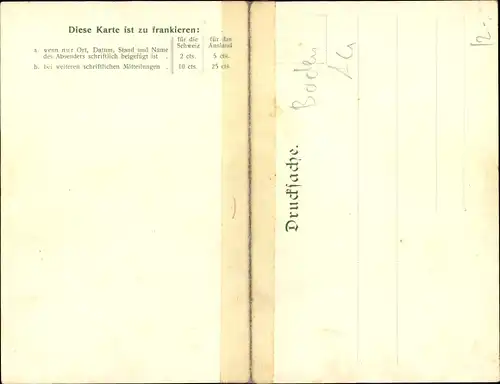 Diese Karte ist zu frankieren:
für die Schweiz
für das Ausland
a. wenn nur Ort, Datum, Stand und Name
des Absenders schriftlich beigefügt ist . 2 cts. 5 cts.
b. bei weiteren schriftlichen Mitteilungen . 10 cts. 25 cts.
Drucksache.
12.-